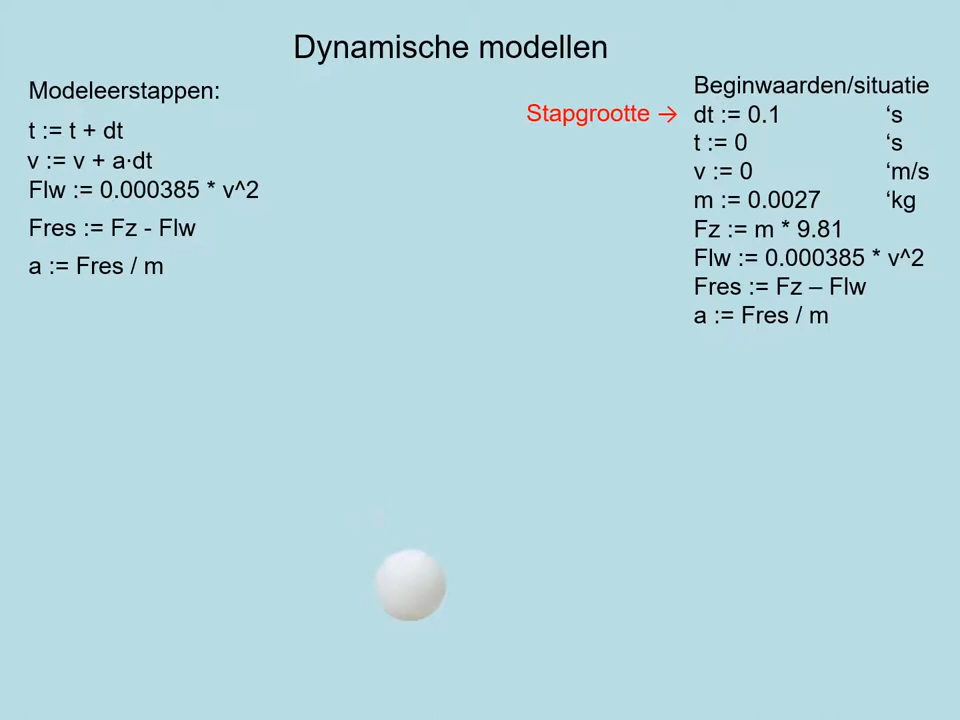 Dynamische modellen
Modeleerstappen:
t := t + dt
v := v + a·dt
Flw := 0.000385 * v^2
Fres := Fz - Flw
a := Fres / m
Stapgrootte →
Beginwaarden/situatie
dt := 0.1 ‘s
t := 0 ‘s
v := 0 ‘m/s
m := 0.0027 ‘kg
Fz := m * 9.81
Flw := 0.000385 * v^2
Fres := Fz – Flw
a := Fres / m